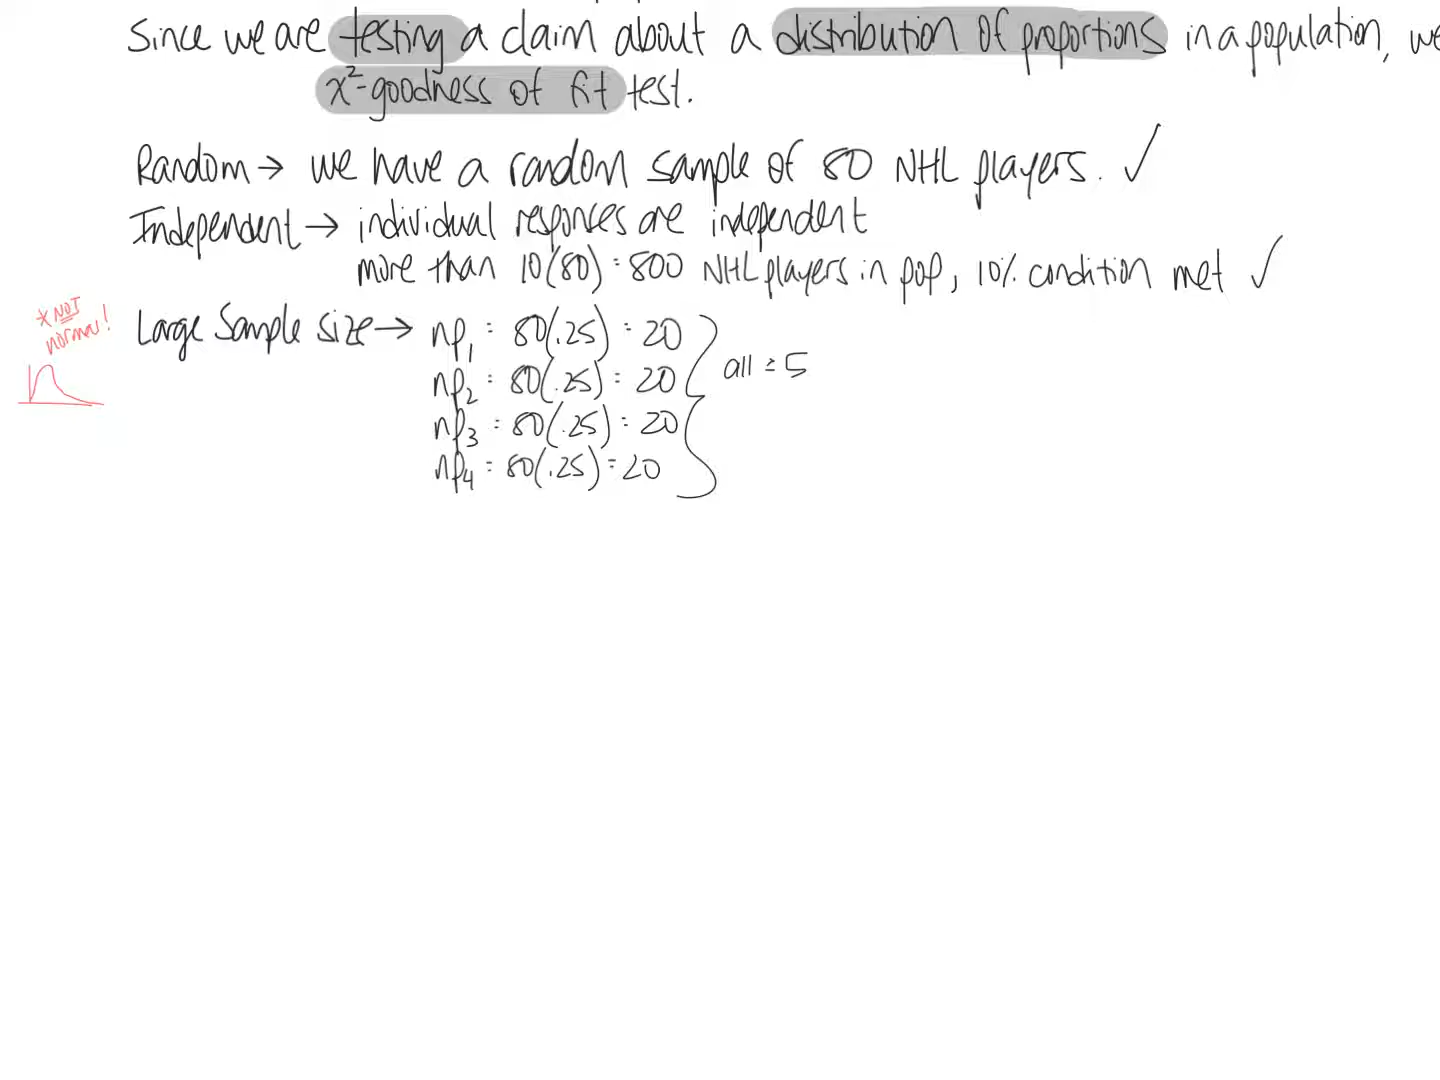 Since we are testing a claim about a distribution of proportions in a population, we
χ²-goodness of fit test.
Random → we have a random sample of 80 NHL players. ✓
Independent → individual responses are independent
more than 10(80) = 800 NHL players in pop, 10% condition met ✓
* NOT
normal!
Large Sample size → np₁ = 80(.25) = 20
np₂ = 80(.25) = 20
all ≥ 5
np₃ = 80(.25) = 20
np₄ = 80(.25) = 20